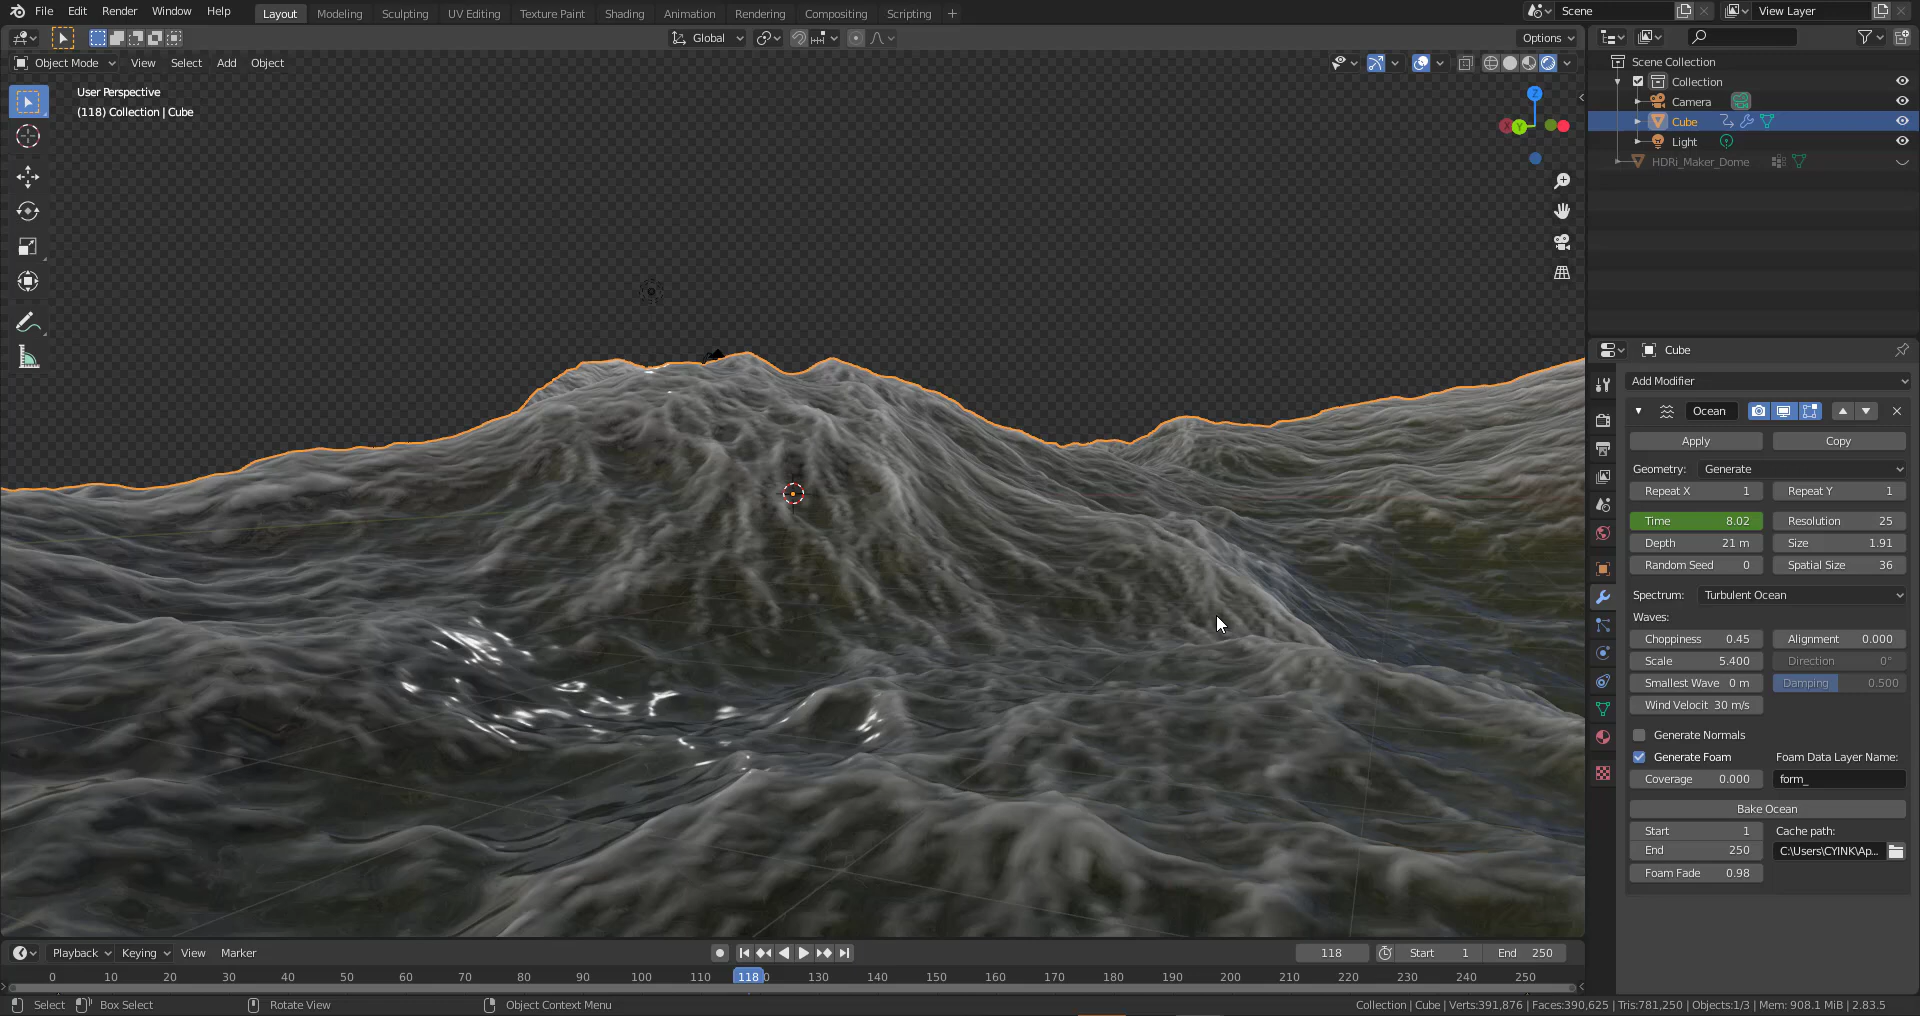 File Edit Render Window Help
Layout Modeling Sculpting UV Editing Texture Paint Shading Animation Rendering Compositing Scripting +
Scene View Layer
Global Options
Object Mode View Select Add Object
User Perspective
(118) Collection | Cube
Z
X Y
Scene Collection
Collection
Camera
Cube
Light
HDRi_Maker_Dome
Cube
Add Modifier
Ocean
Apply Copy
Geometry: Generate
Repeat X 1 Repeat Y 1
Time 8.02 Resolution 25
Depth 21 m Size 1.91
Random Seed 0 Spatial Size 36
Spectrum: Turbulent Ocean
Waves:
Choppiness 0.45 Alignment 0.000
Scale 5.400 Direction 0°
Smallest Wave 0 m Damping 0.500
Wind Velocit 30 m/s
Generate Normals
Generate Foam Foam Data Layer Name:
Coverage 0.000 form_
Bake Ocean
Start 1 Cache path:
End 250 C:\Users\CYINK\Ap...
Foam Fade 0.98
Playback Keying View Marker 118 Start 1 End 250
0 10 20 30 40 50 60 70 80 90 100 110 118 130 140 150 160 170 180 190 200 210 220 230 240 250
Select Box Select Rotate View Object Context Menu Collection | Cube | Verts:391,876 | Faces:390,625 | Tris:781,250 | Objects:1/3 | Mem: 908.1 MiB | 2.83.5